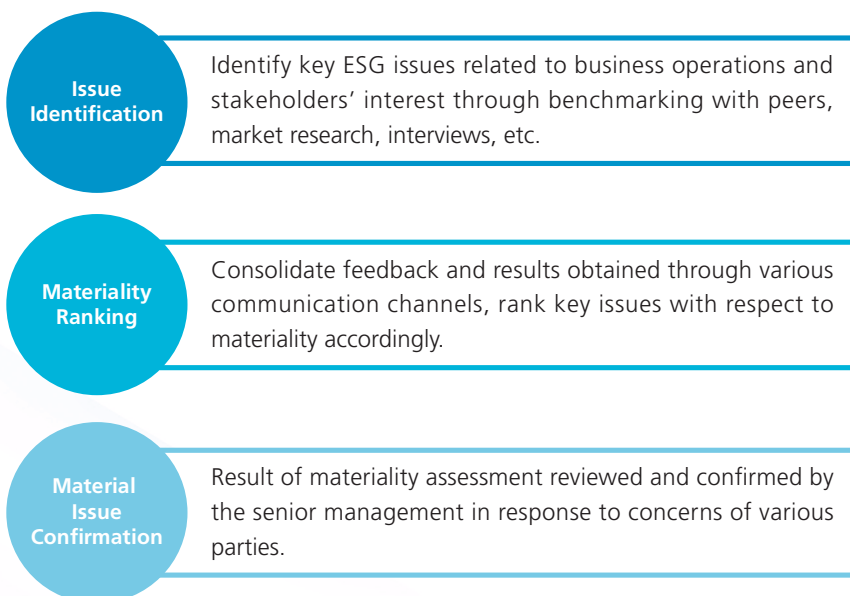 Issue
Identification
Identify key ESG issues related to business operations and
stakeholders’ interest through benchmarking with peers,
market research, interviews, etc.
Materiality
Ranking
Consolidate feedback and results obtained through various
communication channels, rank key issues with respect to
materiality accordingly.
Material
Issue
Confirmation
Result of materiality assessment reviewed and confirmed by
the senior management in response to concerns of various
parties.